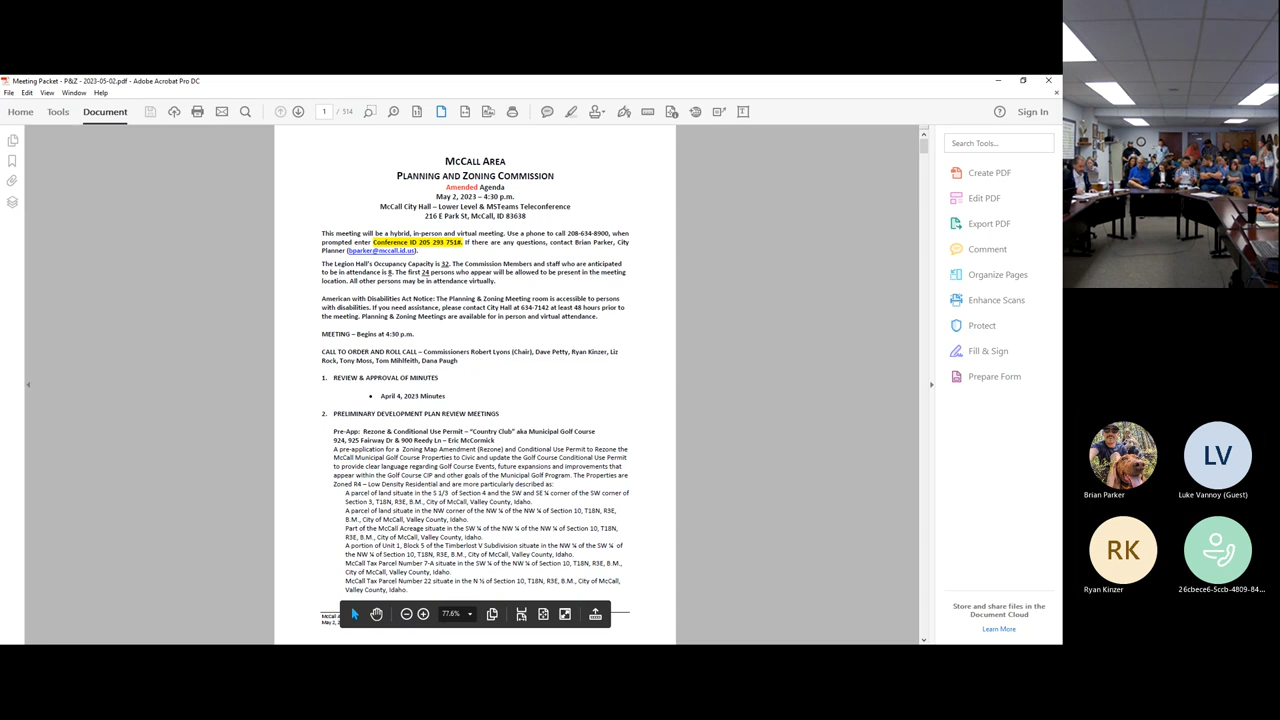 Meeting Packet - P&Z - 2023-05-02.pdf - Adobe Acrobat Pro DC
File Edit View Window Help
Home Tools Document 1 / 514 Sign In
McCall Area
Planning and Zoning Commission
Amended Agenda
May 2, 2023 – 4:30 p.m.
McCall City Hall – Lower Level & MSTeams Teleconference
216 E Park St, McCall, ID 83638
This meeting will be a hybrid, in-person and virtual meeting. Use a phone to call 208-634-8900, when
prompted enter Conference ID 205 293 751#. If there are any questions, contact Brian Parker, City
Planner (bparker@mccall.id.us).
The Legion Hall's Occupancy Capacity is 32. The Commission Members and staff who are anticipated
to be in attendance is 8. The first 24 persons who appear will be allowed to be present in the meeting
location. All other persons may be in attendance virtually.
American with Disabilities Act Notice: The Planning & Zoning Meeting room is accessible to persons
with disabilities. If you need assistance, please contact City Hall at 634-7142 at least 48 hours prior to
the meeting. Planning & Zoning Meetings are available for in person and virtual attendance.
MEETING – Begins at 4:30 p.m.
CALL TO ORDER AND ROLL CALL – Commissioners Robert Lyons (Chair), Dave Petty, Ryan Kinzer, Liz
Rock, Tony Moss, Tom Mihlfeith, Dana Paugh
1. REVIEW & APPROVAL OF MINUTES
• April 4, 2023 Minutes
2. PRELIMINARY DEVELOPMENT PLAN REVIEW MEETINGS
Pre-App: Rezone & Conditional Use Permit – "Country Club" aka Municipal Golf Course
924, 925 Fairway Dr & 900 Reedy Ln – Eric McCormick
A pre-application for a Zoning Map Amendment (Rezone) and Conditional Use Permit to Rezone the
McCall Municipal Golf Course Properties to Civic and update the Golf Course Conditional Use Permit
to provide clear language regarding Golf Course Events, future expansions and improvements that
appear within the Golf Course CIP and other goals of the Municipal Golf Program. The Properties are
Zoned R4 – Low Density Residential and are more particularly described as:
A parcel of land situate in the S 1/3 of Section 4 and the SW and SE ¼ corner of the SW corner of
Section 3, T18N, R3E, B.M., City of McCall, Valley County, Idaho.
A parcel of land situate in the NW corner of the NW ¼ of the NW ¼ of Section 10, T18N, R3E,
B.M., City of McCall, Valley County, Idaho.
Part of the McCall Acreage situate in the SW ¼ of the NW ¼ of the NW ¼ of Section 10, T18N,
R3E, B.M., City of McCall, Valley County, Idaho.
A portion of Unit 1, Block 5 of the Timberlost V Subdivision situate in the NW ¼ of the SW ¼ of
the NW ¼ of Section 10, T18N, R3E, B.M., City of McCall, Valley County, Idaho.
McCall Tax Parcel Number 7-A situate in the SW ¼ of the NW ¼ of Section 10, T18N, R3E, B.M.,
City of McCall, Valley County, Idaho.
McCall Tax Parcel Number 22 situate in the N ½ of Section 10, T18N, R3E, B.M., City of McCall,
Valley County, Idaho.
McCall A
May 2, 2
77.6%
Search Tools...
Create PDF
Edit PDF
Export PDF
Comment
Organize Pages
Enhance Scans
Protect
Fill & Sign
Prepare Form
Store and share files in the
Document Cloud
Learn More
LV
Brian Parker
Luke Vannoy (Guest)
RK
Ryan Kinzer
26cbece6-5ccb-4809-84...